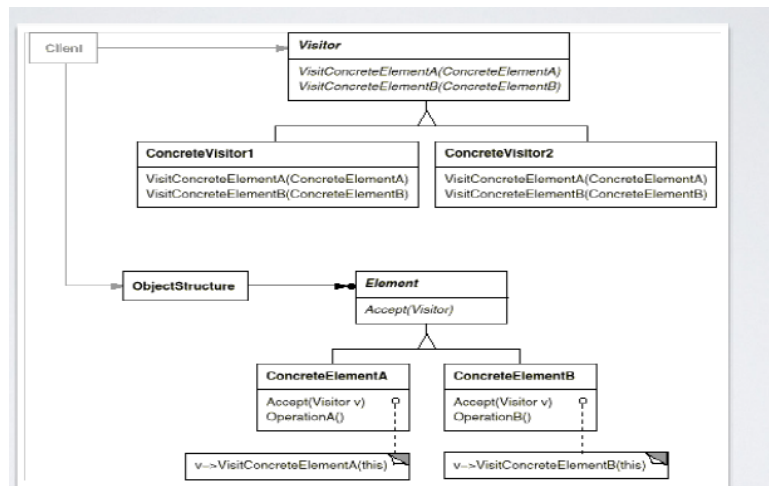 Client
Visitor
VisitConcreteElementA(ConcreteElementA)
VisitConcreteElementB(ConcreteElementB)
ConcreteVisitor1
VisitConcreteElementA(ConcreteElementA)
VisitConcreteElementB(ConcreteElementB)
ConcreteVisitor2
VisitConcreteElementA(ConcreteElementA)
VisitConcreteElementB(ConcreteElementB)
ObjectStructure
Element
Accept(Visitor)
ConcreteElementA
Accept(Visitor v)
OperationA()
ConcreteElementB
Accept(Visitor v)
OperationB()
v->VisitConcreteElementA(this)
v->VisitConcreteElementB(this)